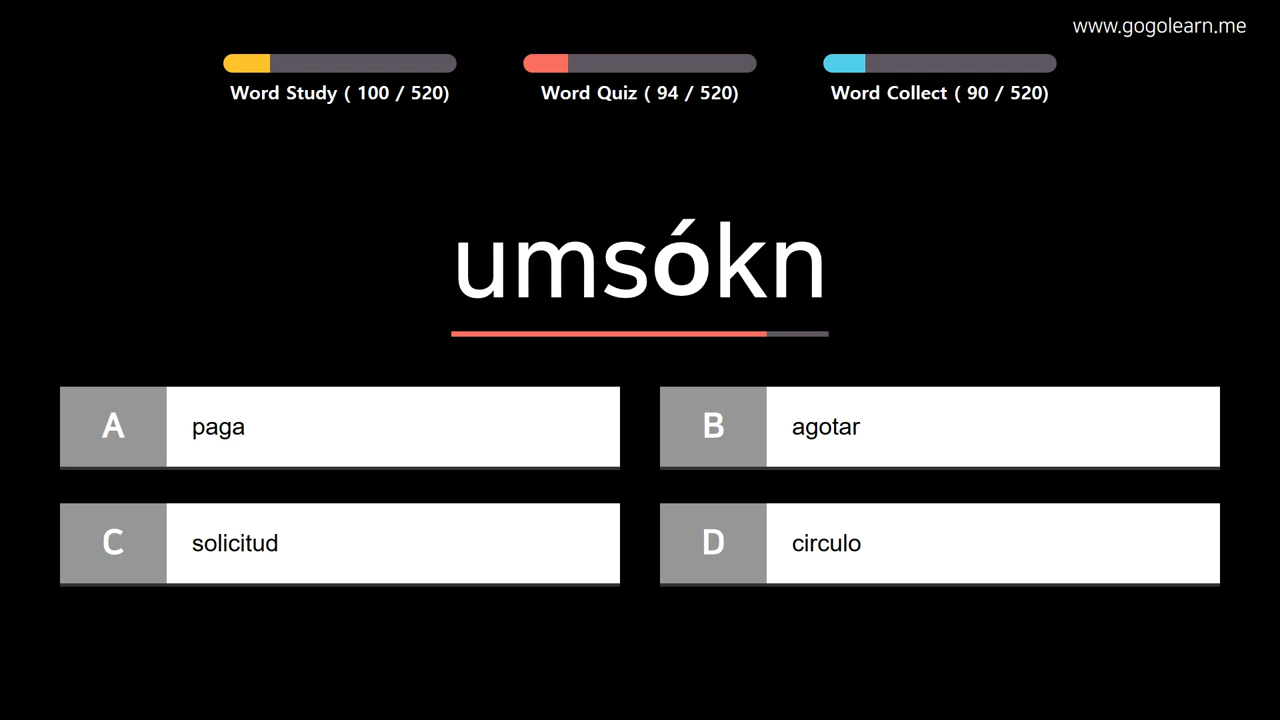 www.gogolearn.me
Word Study ( 100 / 520)
Word Quiz ( 94 / 520)
Word Collect ( 90 / 520)
umsókn
A paga
B agotar
C solicitud
D circulo